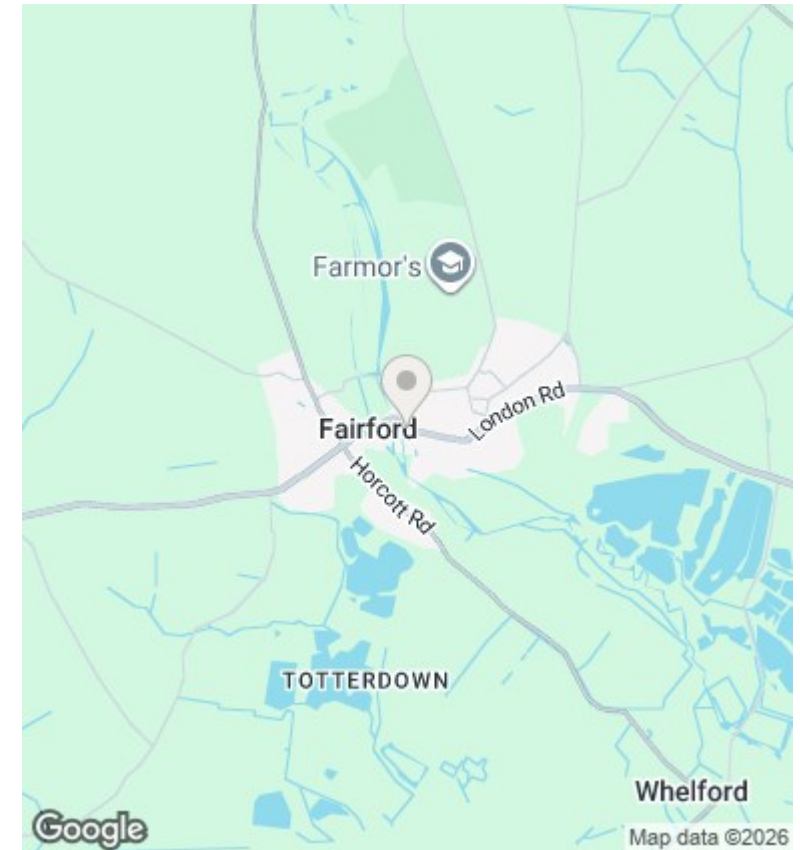 Farmor's
Fairford
London Rd
Horcott Rd
TOTTERDOWN
Whelford
Google
Map data ©2026